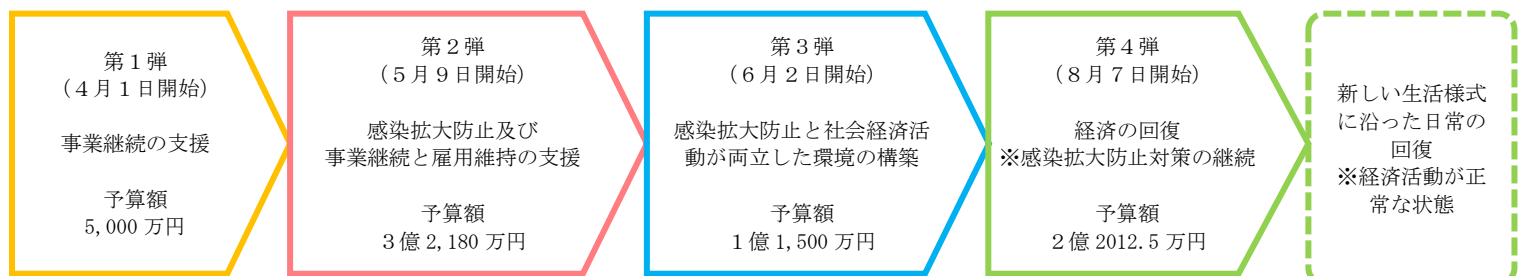 第１弾
(４月１日開始)
事業継続の支援
予算額
5,000 万円
第２弾
(５月９日開始)
感染拡大防止及び
事業継続と雇用維持の支援
予算額
３億 2,180 万円
第３弾
(６月２日開始)
感染拡大防止と社会経済活
動が両立した環境の構築
予算額
１億 1,500 万円
第４弾
(８月７日開始)
経済の回復
※感染拡大防止対策の継続
予算額
２億 2012.5 万円
新しい生活様式
に沿った日常の
回復
※経済活動が正
常な状態